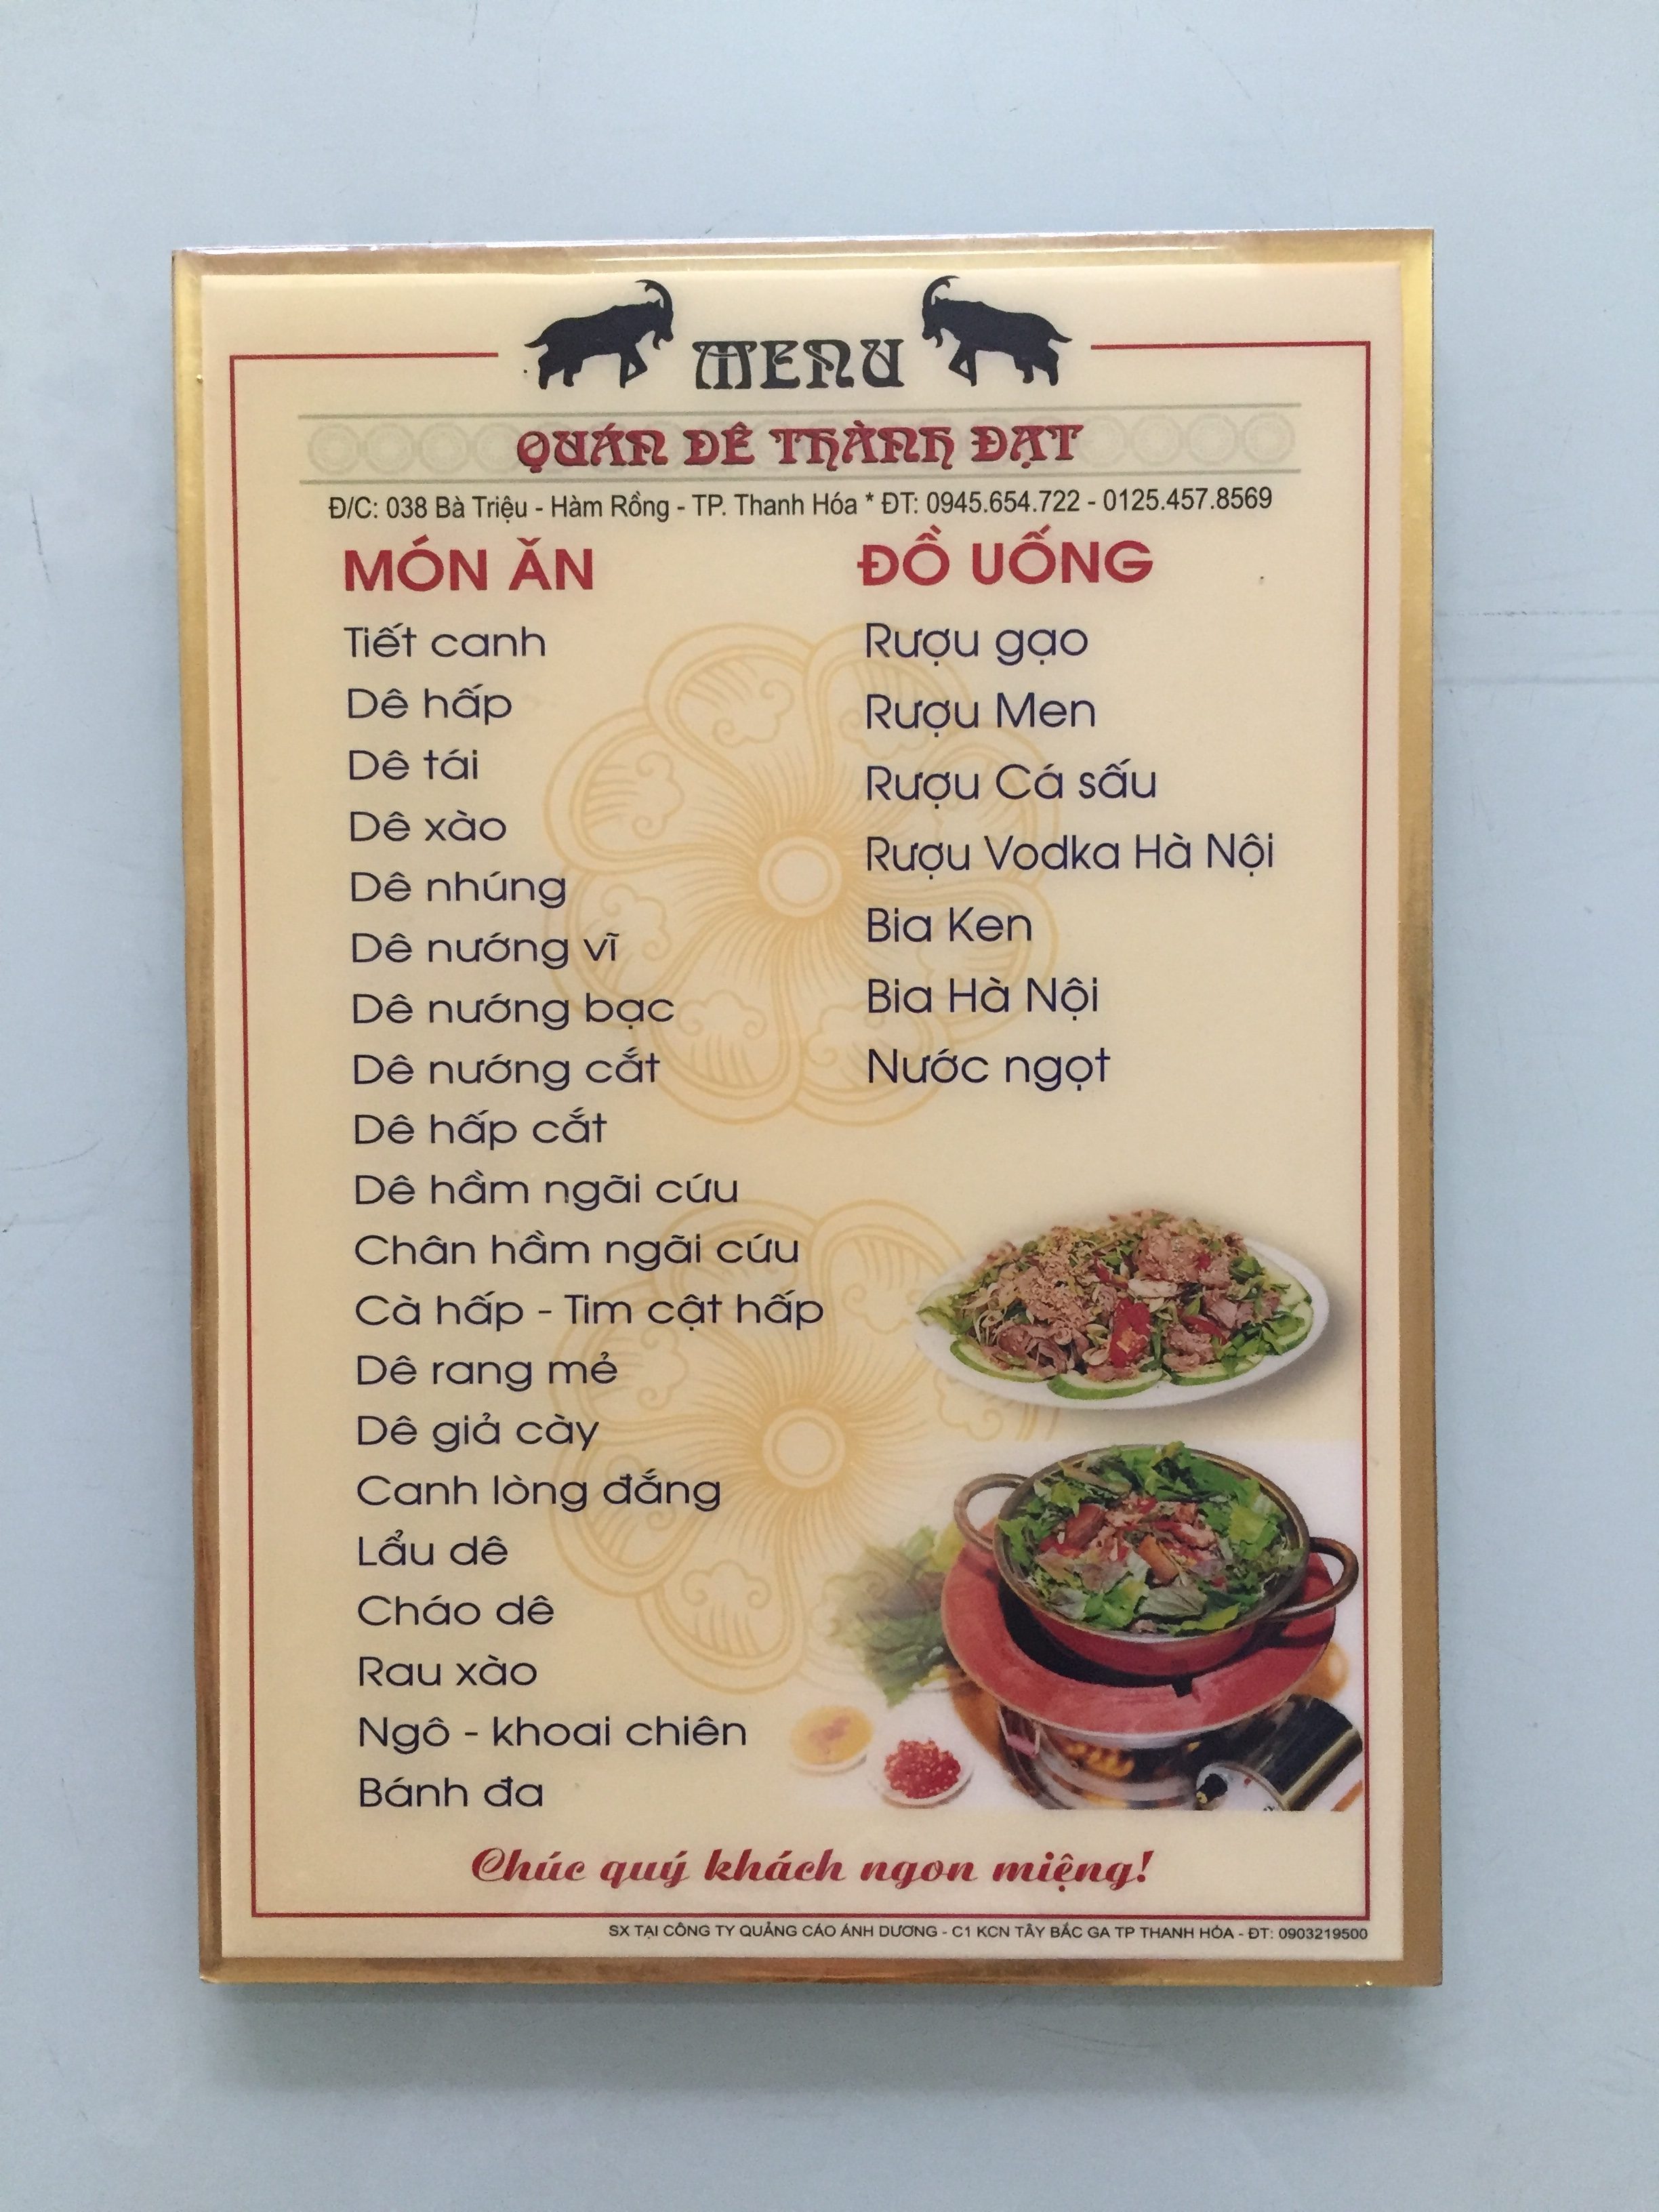 MENU
QUÁN DÊ THÀNH ĐẠT
Đ/C: 038 Bà Triệu - Hàm Rồng - TP. Thanh Hóa * ĐT: 0945.654.722 - 0125.457.8569
MÓN ĂN
Tiết canh
Dê hấp
Dê tái
Dê xào
Dê nhúng
Dê nướng vĩ
Dê nướng bạc
Dê nướng cắt
Dê hấp cắt
Dê hầm ngãi cứu
Chân hầm ngãi cứu
Cà hấp - Tim cật hấp
Dê rang mẻ
Dê giả cày
Canh lòng đắng
Lẩu dê
Cháo dê
Rau xào
Ngô - khoai chiên
Bánh đa
ĐỒ UỐNG
Rượu gạo
Rượu Men
Rượu Cá sấu
Rượu Vodka Hà Nội
Bia Ken
Bia Hà Nội
Nước ngọt
Chúc quý khách ngon miệng!
SX TẠI CÔNG TY QUẢNG CÁO ÁNH DƯƠNG - C1 KCN TÂY BẮC GA TP THANH HÓA - ĐT: 0903219500